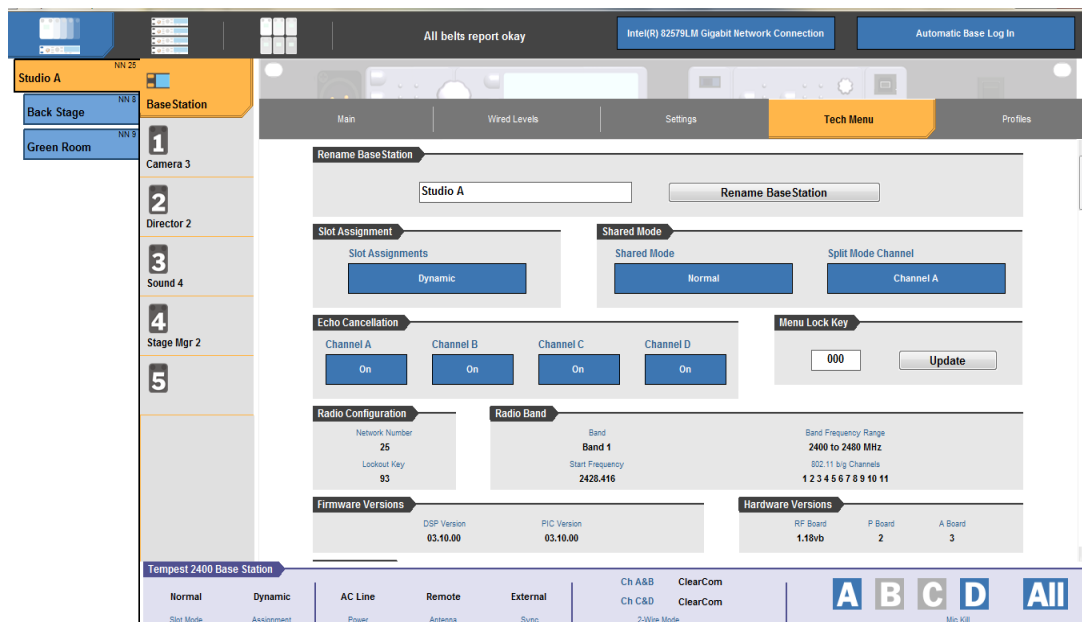 All belts report okay
Intel(R) 82579LM Gigabit Network Connection
Automatic Base Log In
NN 25
Studio A
NN 8
Back Stage
NN 9
Green Room
BaseStation
1
Camera 3
2
Director 2
3
Sound 4
4
Stage Mgr 2
5
Main
Wired Levels
Settings
Tech Menu
Profiles
Rename BaseStation
Studio A
Rename BaseStation
Slot Assignment
Slot Assignments
Dynamic
Shared Mode
Shared Mode
Split Mode Channel
Normal
Channel A
Echo Cancellation
Channel A
Channel B
Channel C
Channel D
On
On
On
On
Menu Lock Key
000
Update
Radio Configuration
Network Number
25
Lockout Key
93
Radio Band
Band
Band 1
Start Frequency
2428.416
Band Frequency Range
2400 to 2480 MHz
802.11 b/g Channels
1 2 3 4 5 6 7 8 9 10 11
Firmware Versions
DSP Version
PIC Version
03.10.00
03.10.00
Hardware Versions
RF Board
P Board
A Board
1.18vb
2
3
Tempest 2400 Base Station
Normal
Dynamic
AC Line
Remote
External
Slot Mode
Assignment
Power
Antenna
Sync
Ch A&B ClearCom
Ch C&D ClearCom
2-Wire Mode
A B C D All
Mic Kill